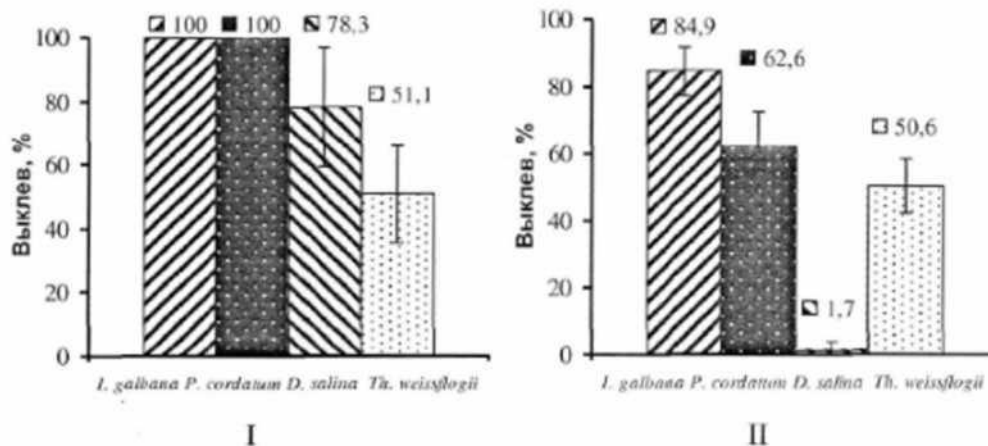 100 100 78,3
51,1
Выклев, %
100
80
60
40
20
0
I. galbana P. cordatum D. salina Th. weissflogii
I
84,9
62,6
1,7
50,6
Выклев, %
100
80
60
40
20
0
I. galbana P. cordatum D. salina Th. weissflogii
II